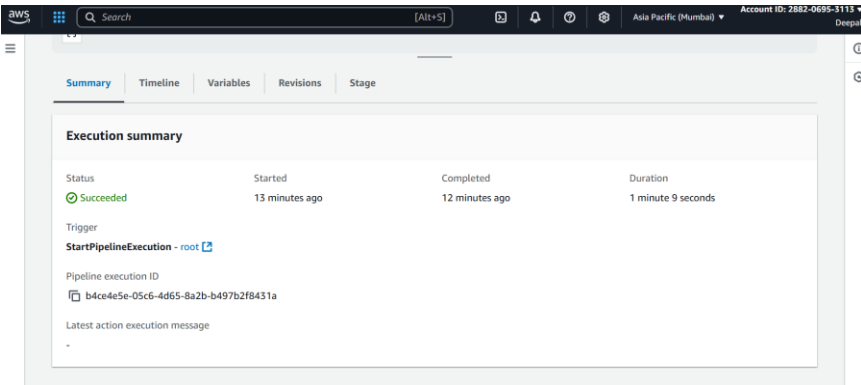 aws
Search
[Alt+S]
Asia Pacific (Mumbai)
Account ID: 2882-0695-3113
Summary
Timeline
Variables
Revisions
Stage
Execution summary
Status
Started
Completed
Duration
Succeeded
13 minutes ago
12 minutes ago
1 minute 9 seconds
Trigger
StartPipelineExecution - root
Pipeline execution ID
b4ce4e5e-05c6-4d65-8a2b-b497b2f8431a
Latest action execution message
-